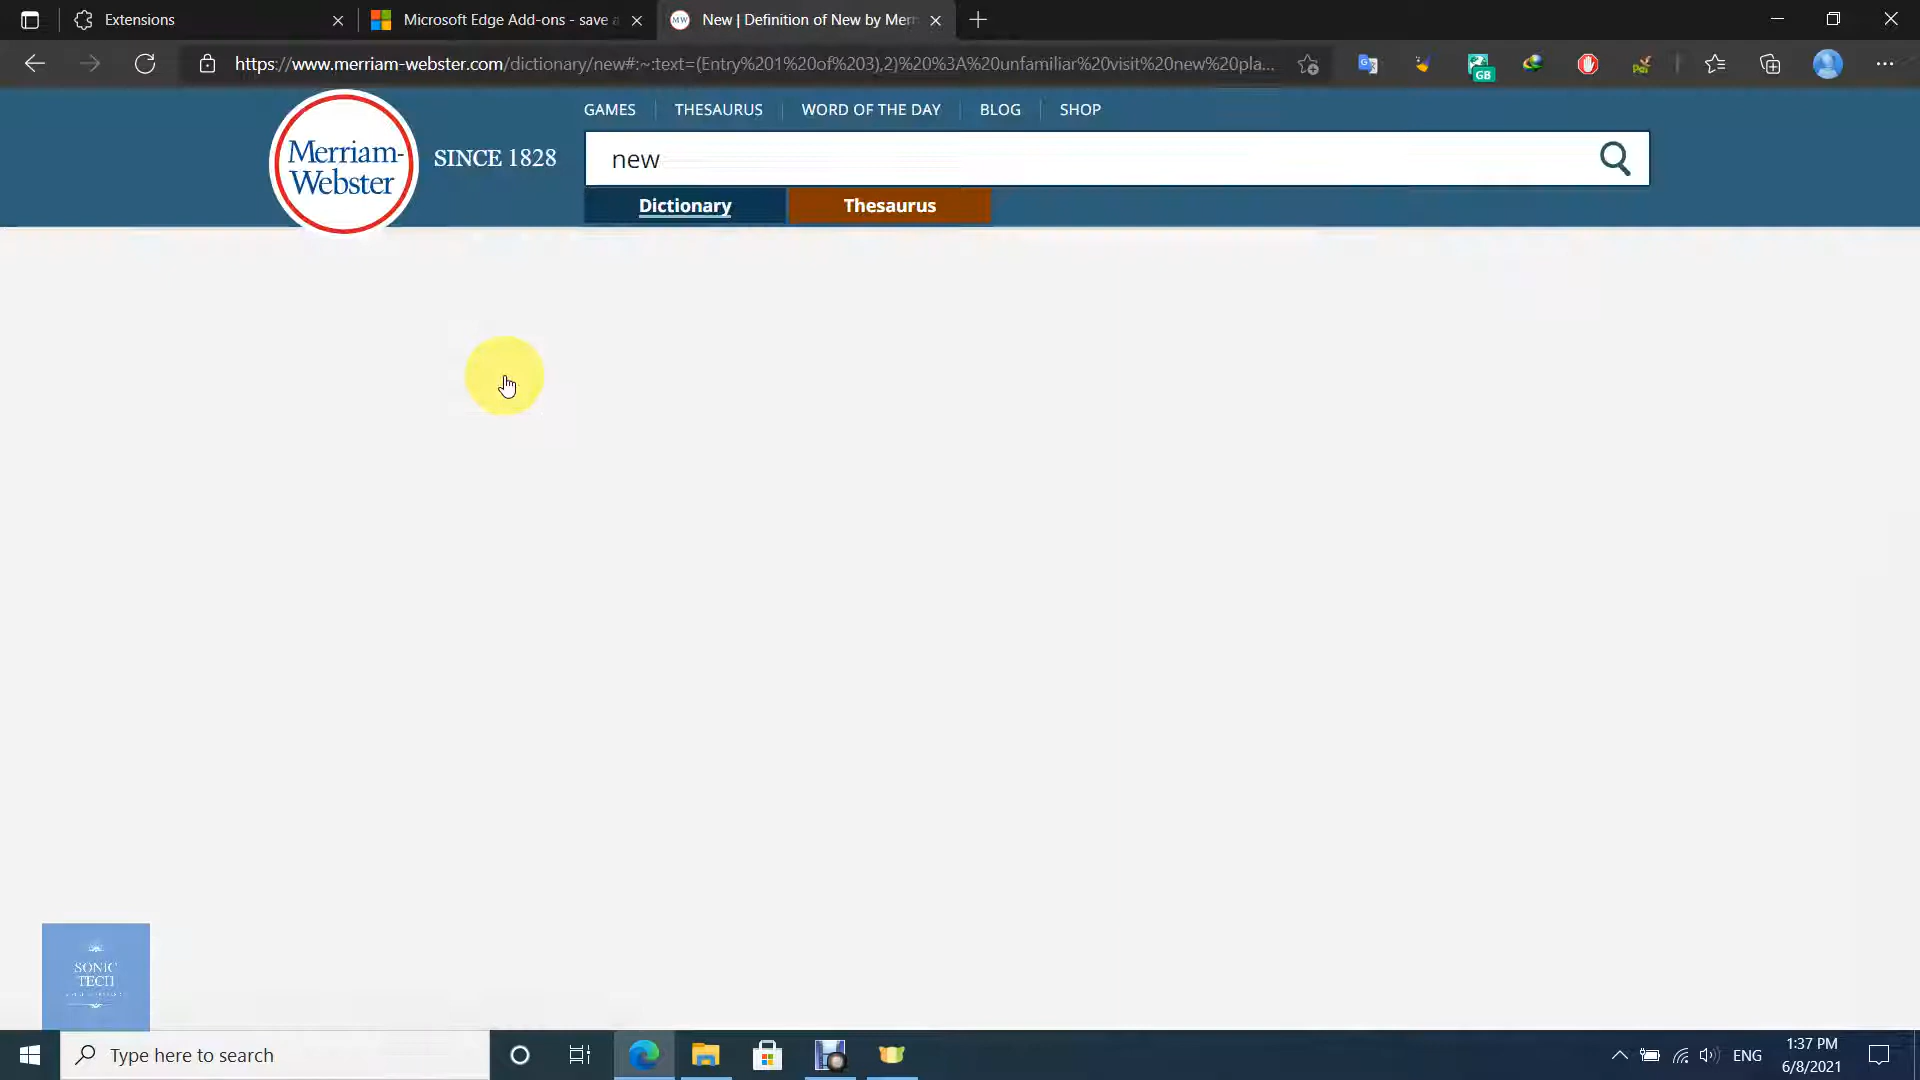 Extensions
Microsoft Edge Add-ons - save a
New | Definition of New by Merr
https://www.merriam-webster.com/dictionary/new#:~:text=(Entry%201%20of%203),2)%20%3A%20unfamiliar%20visit%20new%20pla...
GB
Per
GAMES
THESAURUS
WORD OF THE DAY
BLOG
SHOP
Merriam-
Webster
SINCE 1828
new
Dictionary
Thesaurus
SONIC
TECH
Type here to search
ENG
1:37 PM
6/8/2021